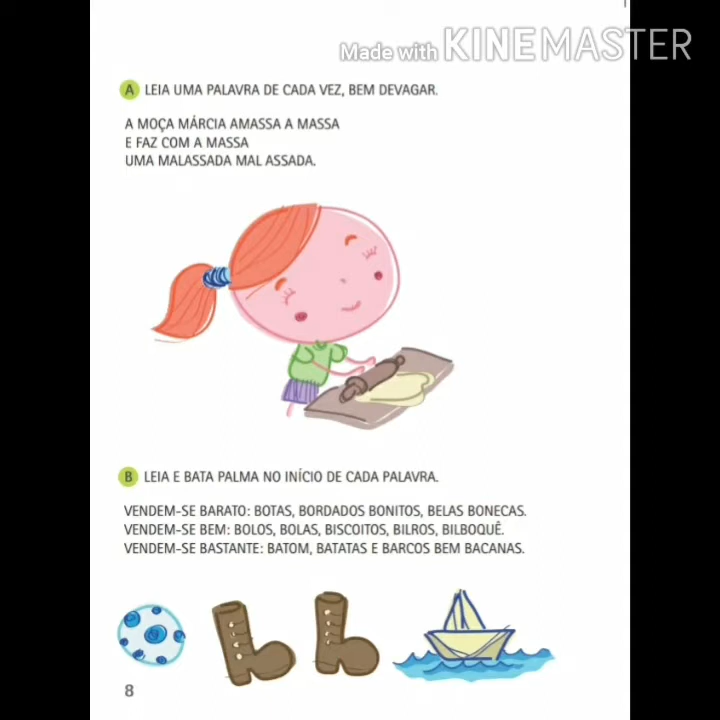 Made with KINEMASTER
A LEIA UMA PALAVRA DE CADA VEZ, BEM DEVAGAR.
A MOÇA MÁRCIA AMASSA A MASSA
E FAZ COM A MASSA
UMA MALASSADA MAL ASSADA.
B LEIA E BATA PALMA NO INÍCIO DE CADA PALAVRA.
VENDEM-SE BARATO: BOTAS, BORDADOS BONITOS, BELAS BONECAS.
VENDEM-SE BEM: BOLOS, BOLAS, BISCOITOS, BILROS, BILBOQUÊ.
VENDEM-SE BASTANTE: BATOM, BATATAS E BARCOS BEM BACANAS.
8